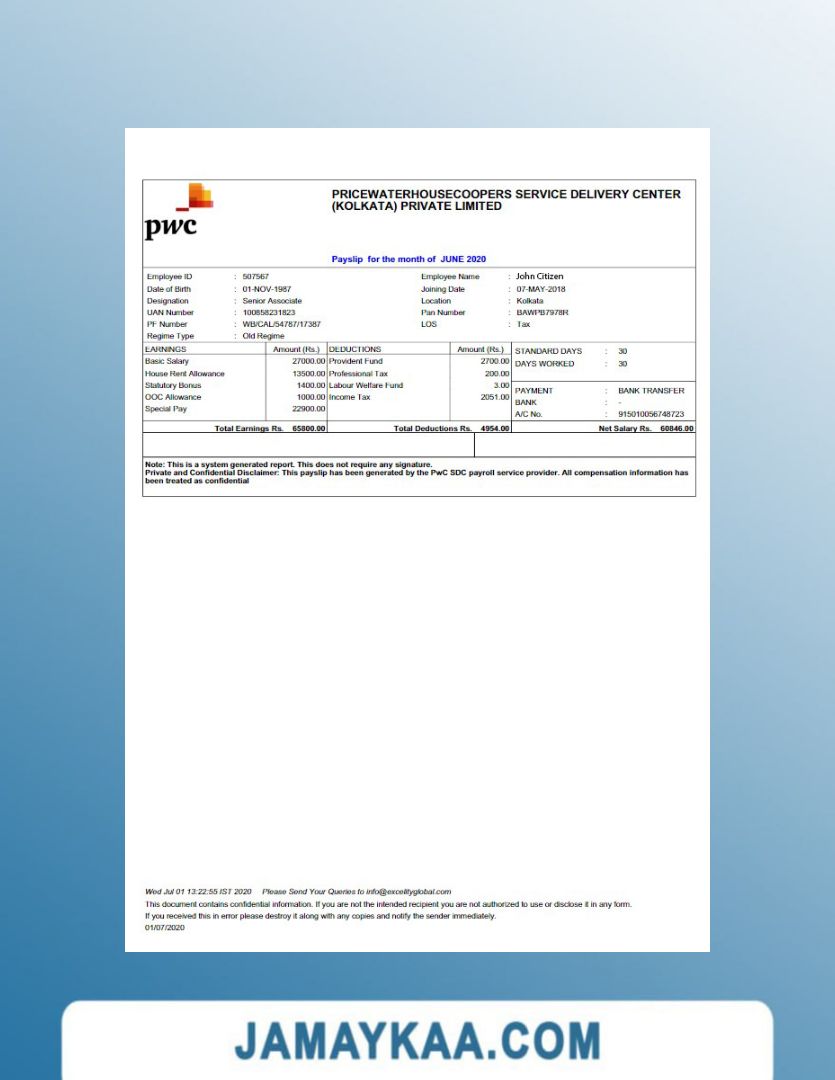 pwc
PRICEWATERHOUSECOOPERS SERVICE DELIVERY CENTER
(KOLKATA) PRIVATE LIMITED
Payslip for the month of JUNE 2020
Employee ID : 507567 Employee Name : John Citizen
Date of Birth : 01-NOV-1987 Joining Date : 07-MAY-2018
Designation : Senior Associate Location : Kolkata
UAN Number : 100858231823 Pan Number : BAWPB7978R
PF Number : WB/CAL/54787/17387 LOS : Tax
Regime Type : Old Regime
EARNINGS Amount (Rs.) DEDUCTIONS Amount (Rs.) STANDARD DAYS : 30
Basic Salary 27000.00 Provident Fund 2700.00 DAYS WORKED : 30
House Rent Allowance 13500.00 Professional Tax 200.00
Statutory Bonus 1400.00 Labour Welfare Fund 3.00 PAYMENT : BANK TRANSFER
OOC Allowance 1000.00 Income Tax 2051.00 BANK : -
Special Pay 22900.00 A/C No. : 915010056748723
Total Earnings Rs. 65800.00 Total Deductions Rs. 4954.00 Net Salary Rs. 60846.00
Note: This is a system generated report. This does not require any signature.
Private and Confidential Disclaimer: This payslip has been generated by the PwC SDC payroll service provider. All compensation information has
been treated as confidential
Wed Jul 01 13:22:55 IST 2020 Please Send Your Queries to info@excelityglobal.com
This document contains confidential information. If you are not the intended recipient you are not authorized to use or disclose it in any form.
If you received this in error please destroy it along with any copies and notify the sender immediately.
01/07/2020
JAMAYKAA.COM